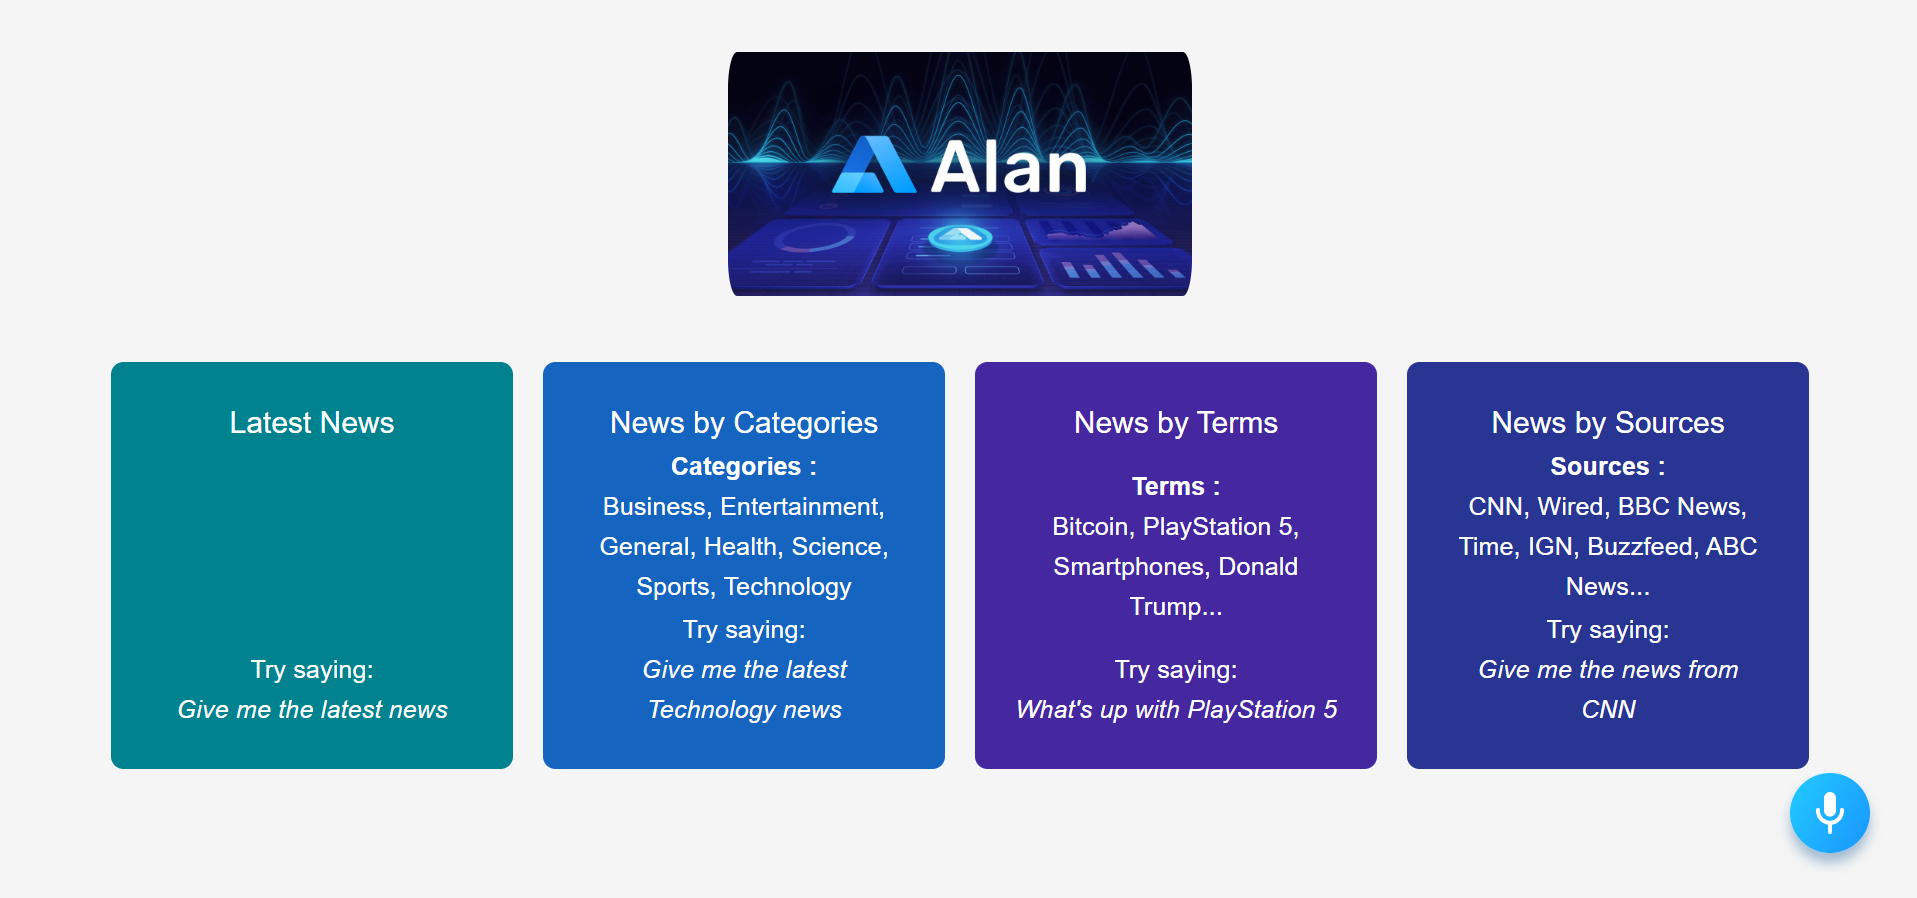 Alan
Latest News
Try saying:
Give me the latest news
News by Categories
Categories :
Business, Entertainment,
General, Health, Science,
Sports, Technology
Try saying:
Give me the latest
Technology news
News by Terms
Terms :
Bitcoin, PlayStation 5,
Smartphones, Donald
Trump...
Try saying:
What's up with PlayStation 5
News by Sources
Sources :
CNN, Wired, BBC News,
Time, IGN, Buzzfeed, ABC
News...
Try saying:
Give me the news from
CNN